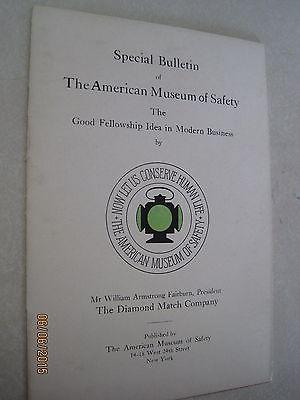 Special Bulletin
of
The American Museum of Safety
The
Good Fellowship Idea in Modern Business
by
NOW LET US CONSERVE HUMAN LIFE
THE AMERICAN MUSEUM OF SAFETY
Mr William Armstrong Fairburn, President
The Diamond Match Company
Published by
The American Museum of Safety
14-18 West 24th Street
New York
06/06/2015